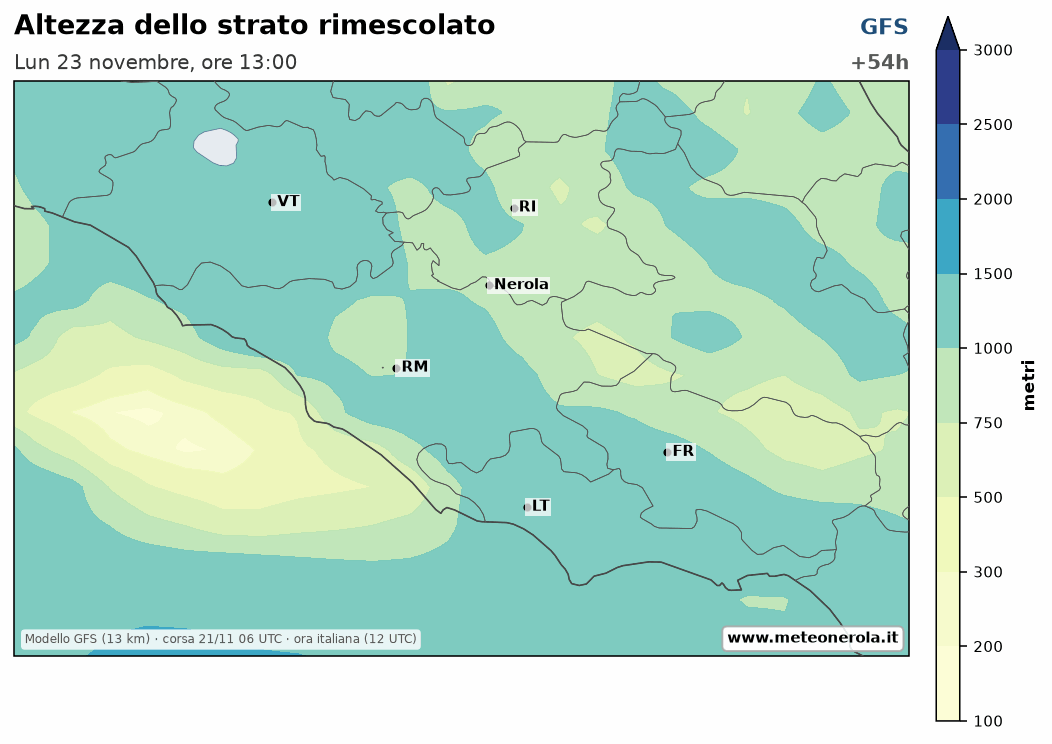 Altezza dello strato rimescolato
GFS
Lun 23 novembre, ore 13:00
+54h
3000
2500
2000
1500
1000
750
500
300
200
100
metri
VT
RI
Nerola
RM
FR
LT
Modello GFS (13 km) · corsa 21/11 06 UTC · ora italiana (12 UTC)
www.meteonerola.it